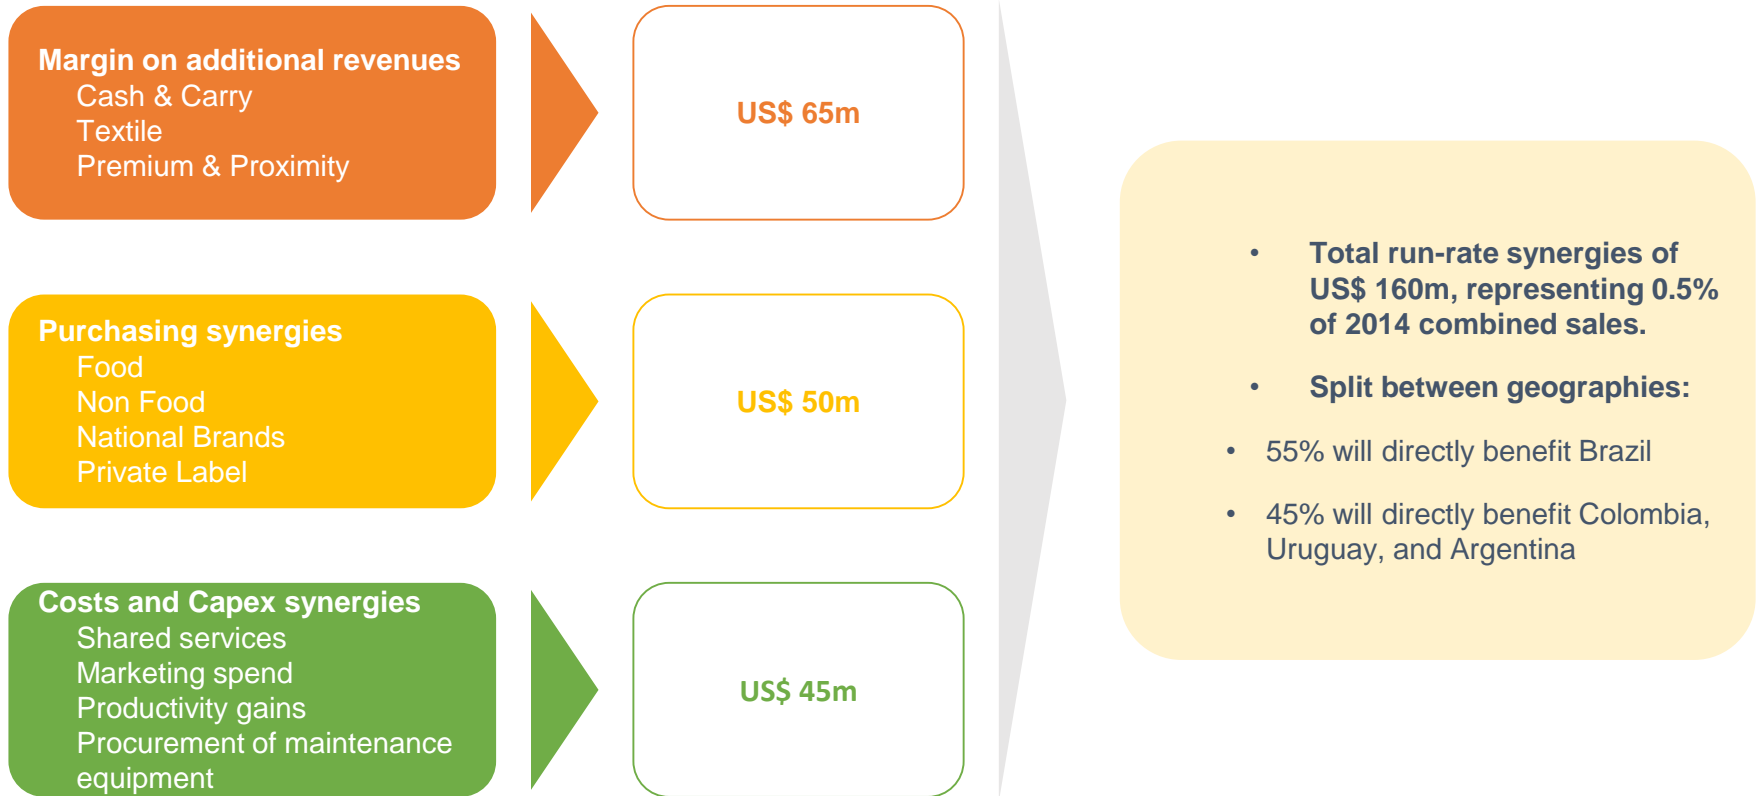 Margin on additional revenues
Cash & Carry
Textile
Premium & Proximity
US$ 65m
Purchasing synergies
Food
Non Food
National Brands
Private Label
US$ 50m
Costs and Capex synergies
Shared services
Marketing spend
Productivity gains
Procurement of maintenance
equipment
US$ 45m
• Total run-rate synergies of
US$ 160m, representing 0.5%
of 2014 combined sales.
• Split between geographies:
• 55% will directly benefit Brazil
• 45% will directly benefit Colombia,
Uruguay, and Argentina